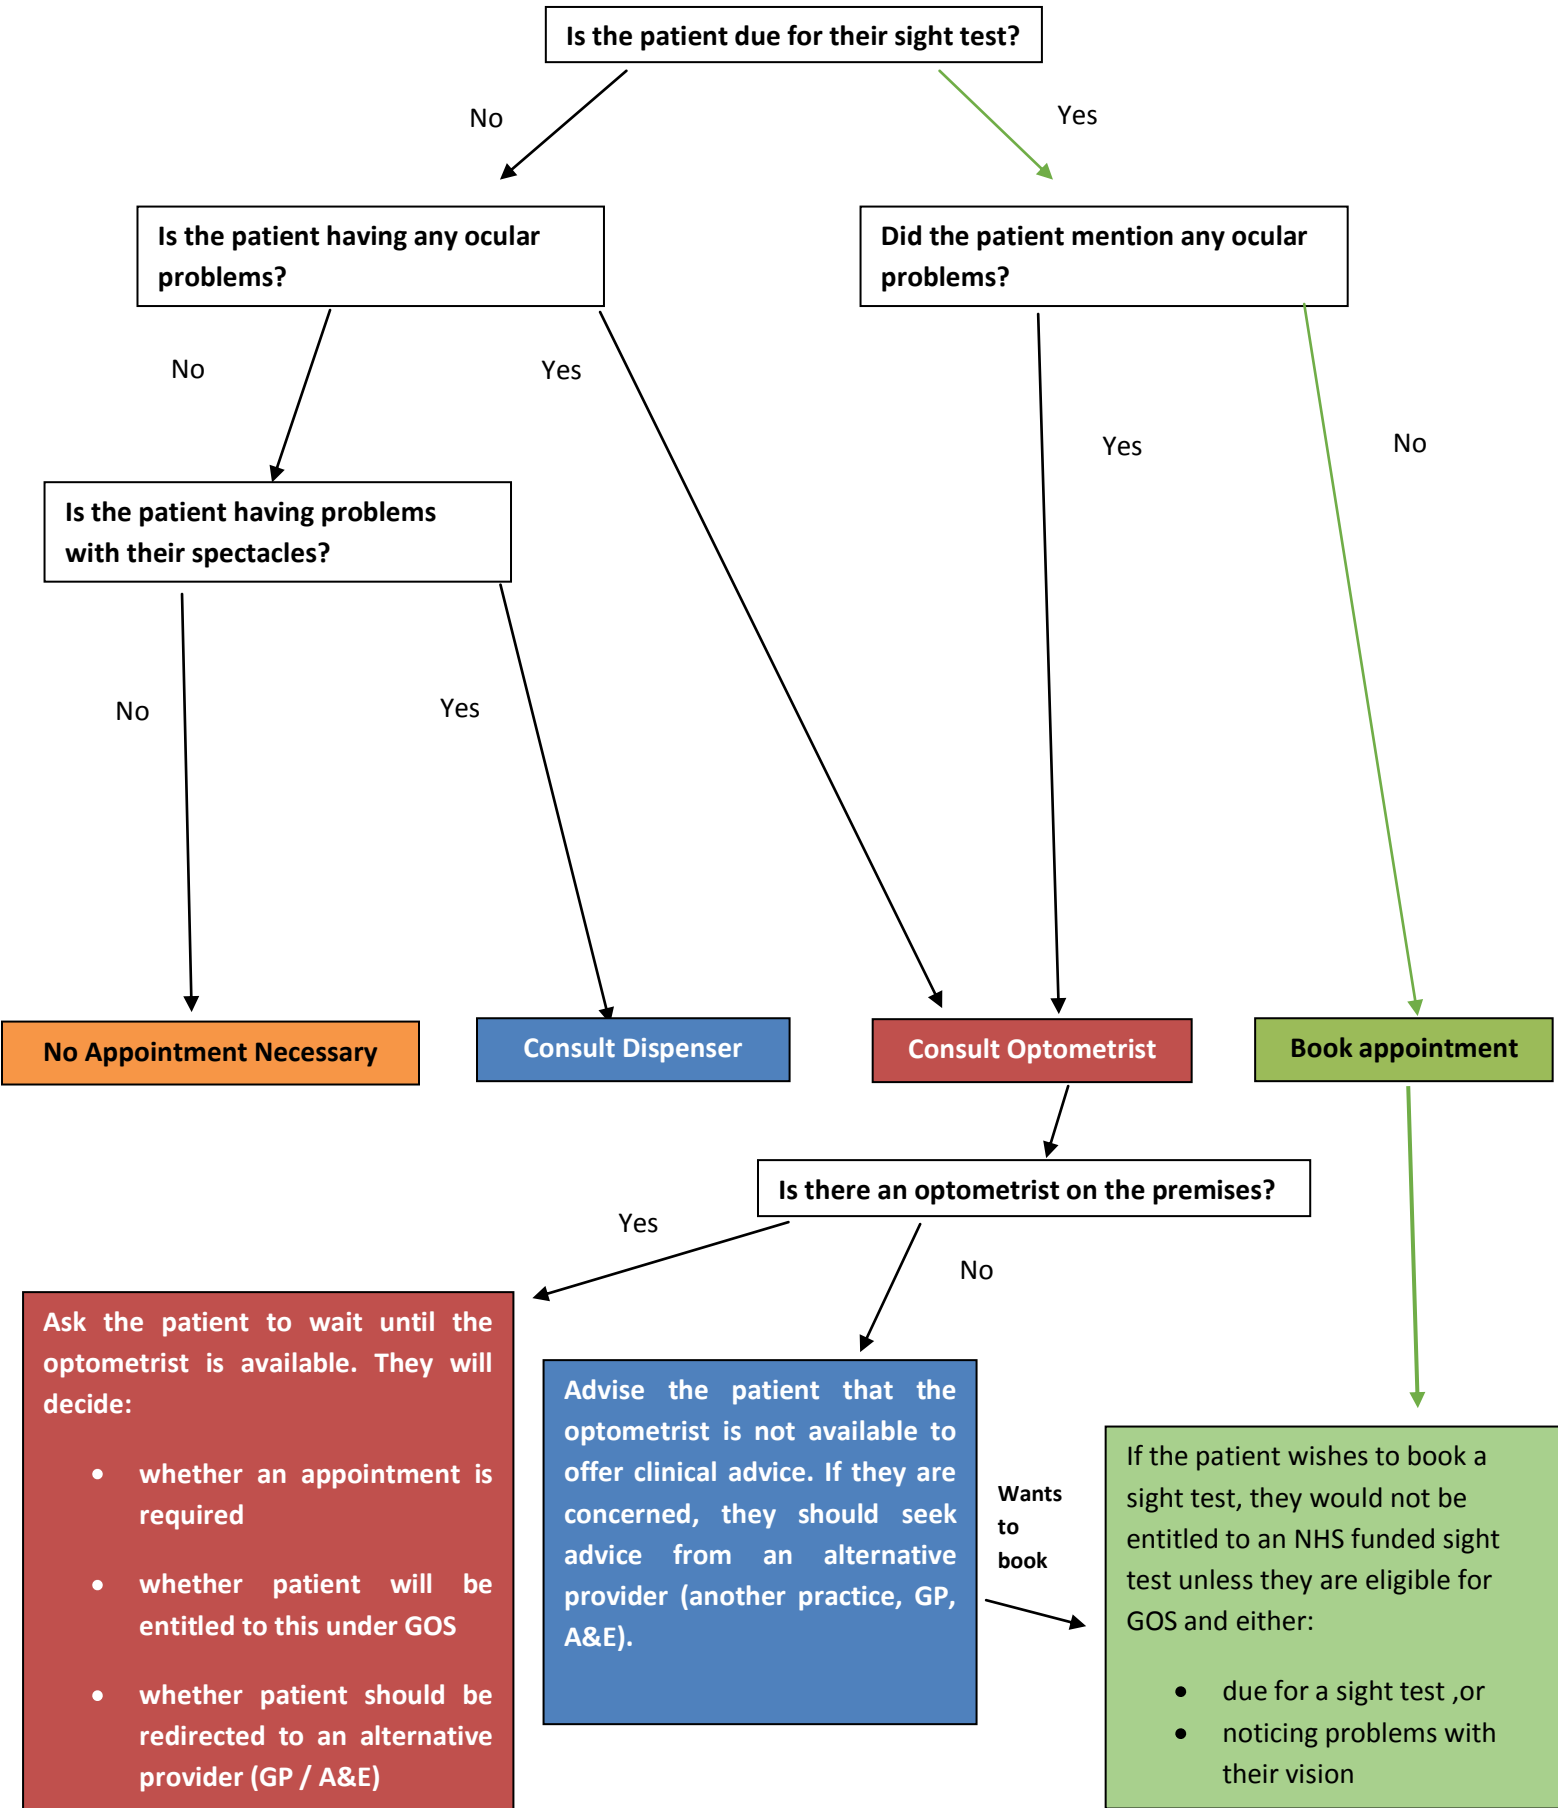 Is the patient due for their sight test?
No
Yes
Is the patient having any ocular
problems?
Did the patient mention any ocular
problems?
No
Yes
Yes
No
Is the patient having problems
with their spectacles?
No
Yes
No Appointment Necessary
Consult Dispenser
Consult Optometrist
Book appointment
Is there an optometrist on the premises?
Yes
No
Ask the patient to wait until the
optometrist is available. They will
decide:
• whether an appointment is
required
• whether patient will be
entitled to this under GOS
• whether patient should be
redirected to an alternative
provider (GP / A&E)
Advise the patient that the
optometrist is not available to
offer clinical advice. If they are
concerned, they should seek
advice from an alternative
provider (another practice, GP,
A&E).
Wants
to
book
If the patient wishes to book a
sight test, they would not be
entitled to an NHS funded sight
test unless they are eligible for
GOS and either:
• due for a sight test ,or
• noticing problems with
their vision